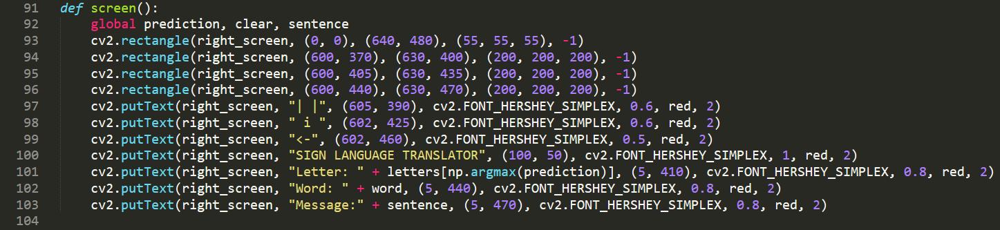 91 def screen():
92 global prediction, clear, sentence
93 cv2.rectangle(right_screen, (0, 0), (640, 480), (55, 55, 55), -1)
94 cv2.rectangle(right_screen, (600, 370), (630, 400), (200, 200, 200), -1)
95 cv2.rectangle(right_screen, (600, 405), (630, 435), (200, 200, 200), -1)
96 cv2.rectangle(right_screen, (600, 440), (630, 470), (200, 200, 200), -1)
97 cv2.putText(right_screen, "| |", (605, 390), cv2.FONT_HERSHEY_SIMPLEX, 0.6, red, 2)
98 cv2.putText(right_screen, " i ", (602, 425), cv2.FONT_HERSHEY_SIMPLEX, 0.6, red, 2)
99 cv2.putText(right_screen, "<-", (602, 460), cv2.FONT_HERSHEY_SIMPLEX, 0.5, red, 2)
100 cv2.putText(right_screen, "SIGN LANGUAGE TRANSLATOR", (100, 50), cv2.FONT_HERSHEY_SIMPLEX, 1, red, 2)
101 cv2.putText(right_screen, "Letter: " + letters[np.argmax(prediction)], (5, 410), cv2.FONT_HERSHEY_SIMPLEX, 0.8, red, 2)
102 cv2.putText(right_screen, "Word: " + word, (5, 440), cv2.FONT_HERSHEY_SIMPLEX, 0.8, red, 2)
103 cv2.putText(right_screen, "Message:" + sentence, (5, 470), cv2.FONT_HERSHEY_SIMPLEX, 0.8, red, 2)
104